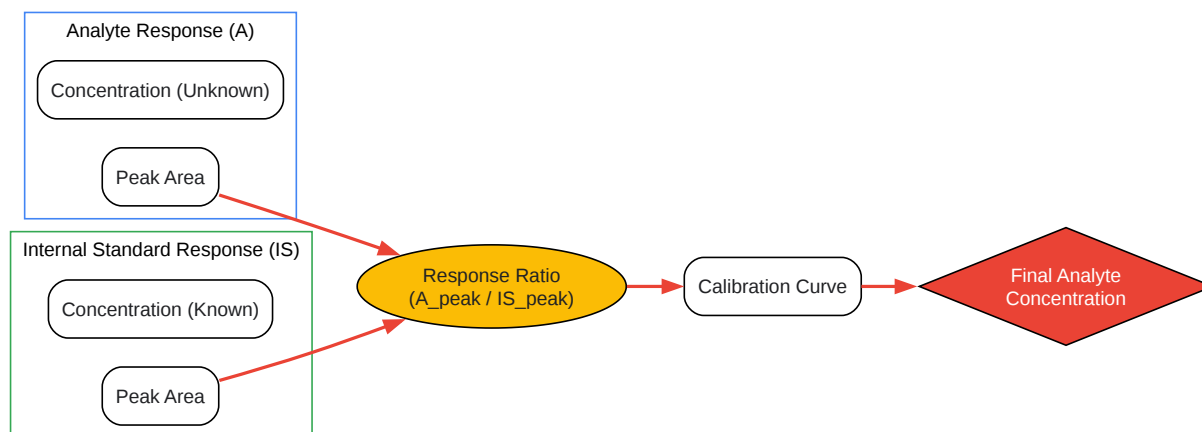 Analyte Response (A)
Concentration (Unknown)
Peak Area
Internal Standard Response (IS)
Concentration (Known)
Peak Area
Response Ratio
(A_peak / IS_peak)
Calibration Curve
Final Analyte
Concentration